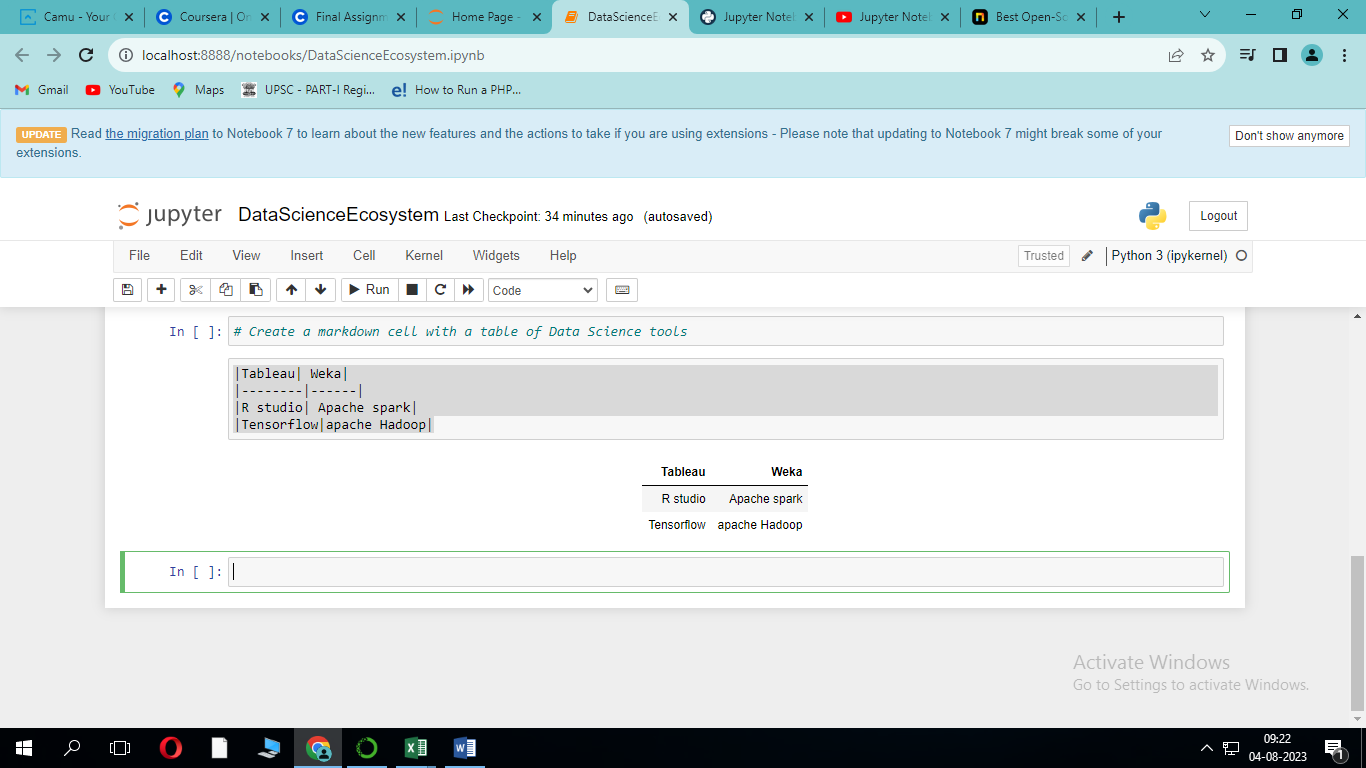 Camu - Your
Coursera | On
Final Assignm
Home Page -
DataScienceE
Jupyter Note
Jupyter Note
Best Open-So
localhost:8888/notebooks/DataScienceEcosystem.ipynb
Gmail
YouTube
Maps
UPSC - PART-I Regi...
e! How to Run a PHP...
UPDATE Read the migration plan to Notebook 7 to learn about the new features and the actions to take if you are using extensions - Please note that updating to Notebook 7 might break some of your
extensions.
Don't show anymore
jupyter DataScienceEcosystem Last Checkpoint: 34 minutes ago (autosaved)
Logout
File Edit View Insert Cell Kernel Widgets Help
Trusted
Python 3 (ipykernel)
Run
Code
In [ ]: # Create a markdown cell with a table of Data Science tools
|Tableau| Weka|
|--------|------|
|R studio| Apache spark|
|Tensorflow|apache Hadoop|
Tableau Weka
R studio Apache spark
Tensorflow apache Hadoop
In [ ]:
Activate Windows
Go to Settings to activate Windows.
09:22
04-08-2023
1